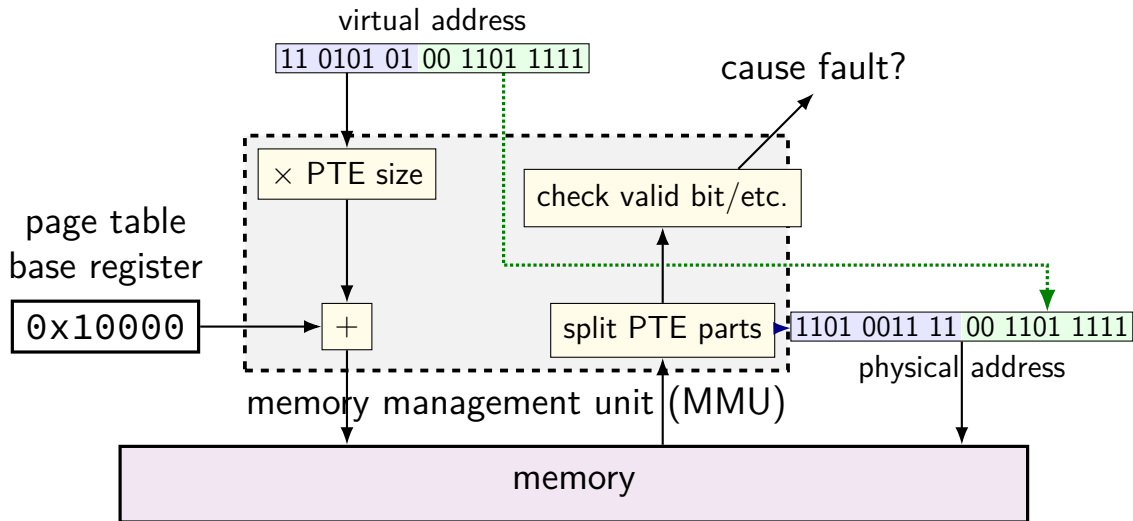 virtual address
11 0101 01 00 1101 1111
cause fault?
× PTE size
check valid bit/etc.
page table
base register
0x10000
+
split PTE parts
1101 0011 11 00 1101 1111
physical address
memory management unit (MMU)
memory